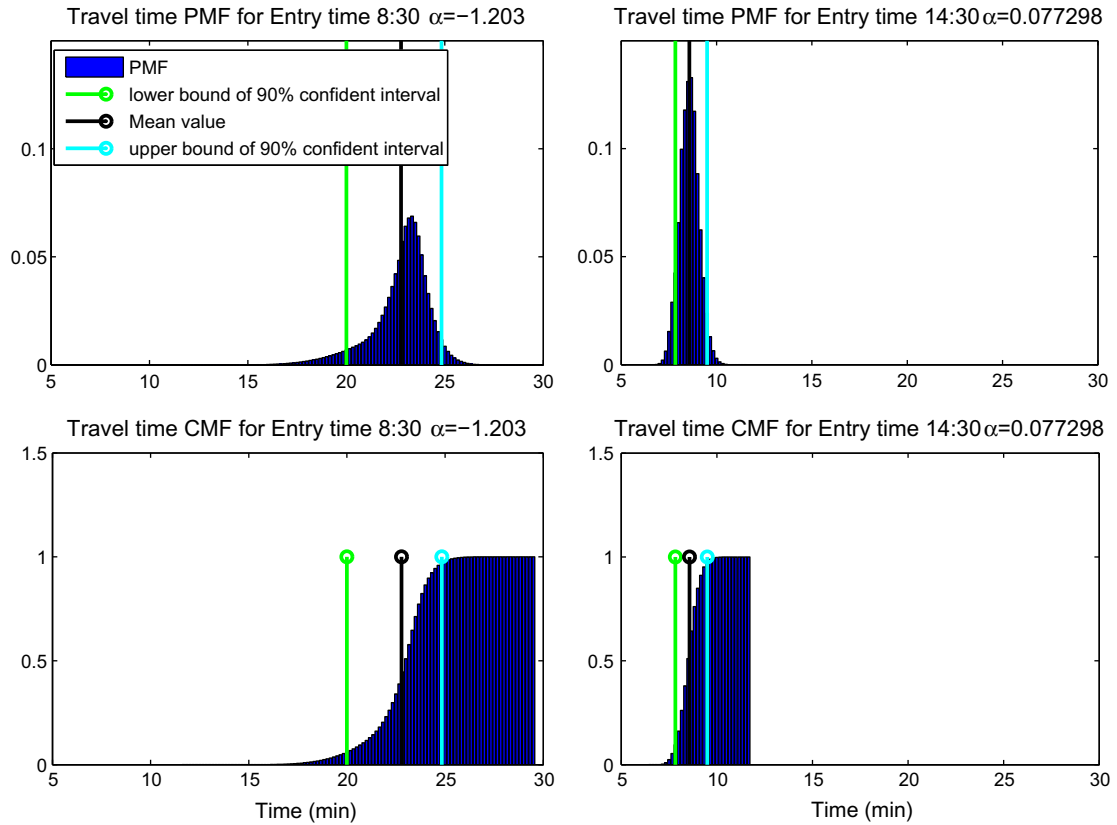 Travel time PMF for Entry time 8:30 α=−1.203
PMF
lower bound of 90% confident interval
Mean value
upper bound of 90% confident interval
0.1
0.05
0
5 10 15 20 25 30
Travel time PMF for Entry time 14:30 α=0.077298
0.1
0.05
0
5 10 15 20 25 30
Travel time CMF for Entry time 8:30 α=−1.203
1.5
1
0.5
0
5 10 15 20 25 30
Time (min)
Travel time CMF for Entry time 14:30 α=0.077298
1.5
1
0.5
0
5 10 15 20 25 30
Time (min)